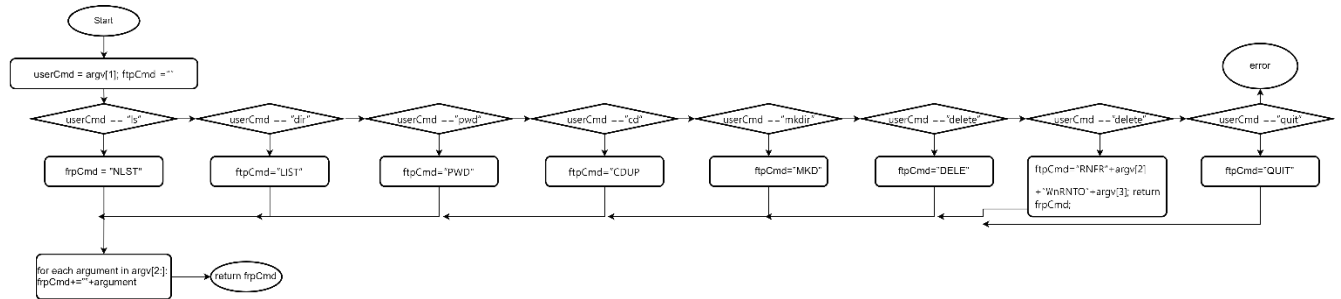 Start
userCmd = argv[1]; ftpCmd =""
error
userCmd == "ls"
userCmd == "dir"
userCmd =="pwd"
userCmd =="cd"
userCmd =="mkdir"
userCmd =="delete"
userCmd =="delete"
userCmd =="quit"
frpCmd = "NLST"
ftpCmd="LIST"
ftpCmd="PWD"
ftpCmd="CDUP
ftpCmd="MKD"
ftpCmd="DELE"
ftpCmd="RNFR"+argv[2]
+"WnRNTO"+argv[3]; return
frpCmd;
ftpCmd="QUIT"
for each argument in argv[2:]:
frpCmd+=""+argument
return frpCmd